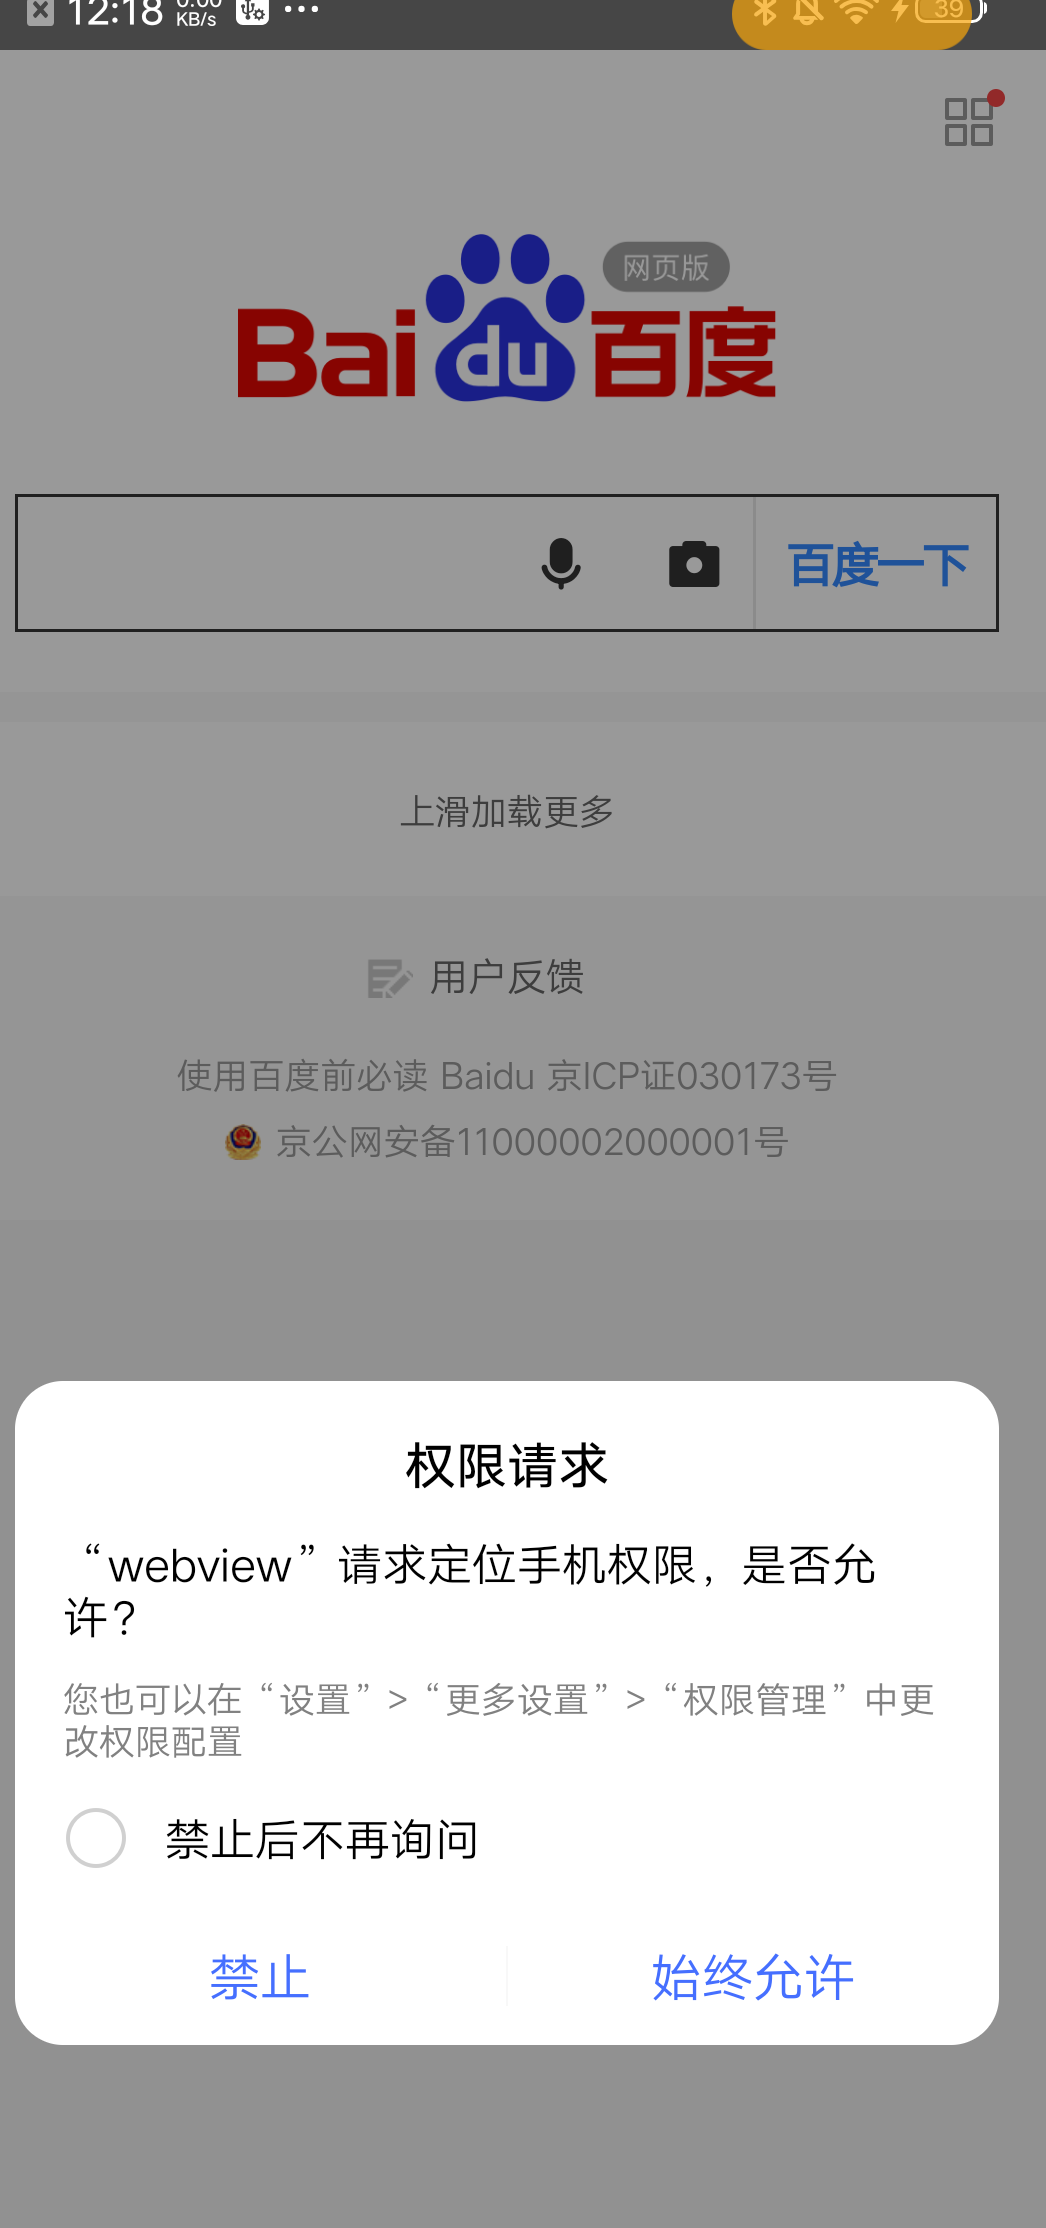 12:18 0.00 KB/s 39
网页版
Bai du 百度
百度一下
上滑加载更多
用户反馈
使用百度前必读 Baidu 京ICP证030173号
京公网安备11000002000001号
权限请求
“webview”请求定位手机权限，是否允
许?
您也可以在“设置”>“更多设置”>“权限管理”中更
改权限配置
禁止后不再询问
禁止 始终允许